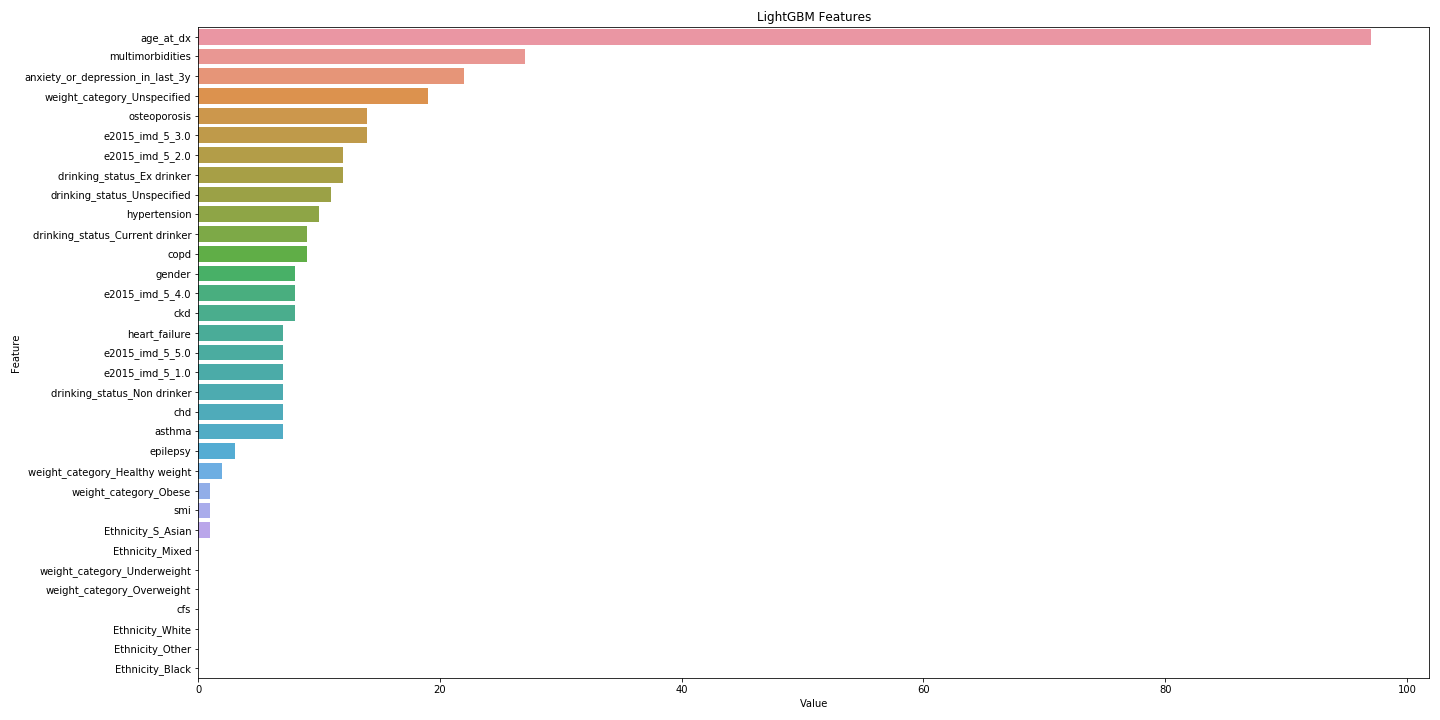 LightGBM Features
age_at_dx
multimorbidities
anxiety_or_depression_in_last_3y
weight_category_Unspecified
osteoporosis
e2015_imd_5_3.0
e2015_imd_5_2.0
drinking_status_Ex drinker
drinking_status_Unspecified
hypertension
drinking_status_Current drinker
copd
gender
e2015_imd_5_4.0
ckd
heart_failure
e2015_imd_5_5.0
e2015_imd_5_1.0
drinking_status_Non drinker
chd
asthma
epilepsy
weight_category_Healthy weight
weight_category_Obese
smi
Ethnicity_S_Asian
Ethnicity_Mixed
weight_category_Underweight
weight_category_Overweight
cfs
Ethnicity_White
Ethnicity_Other
Ethnicity_Black
Feature
0 20 40 60 80 100
Value